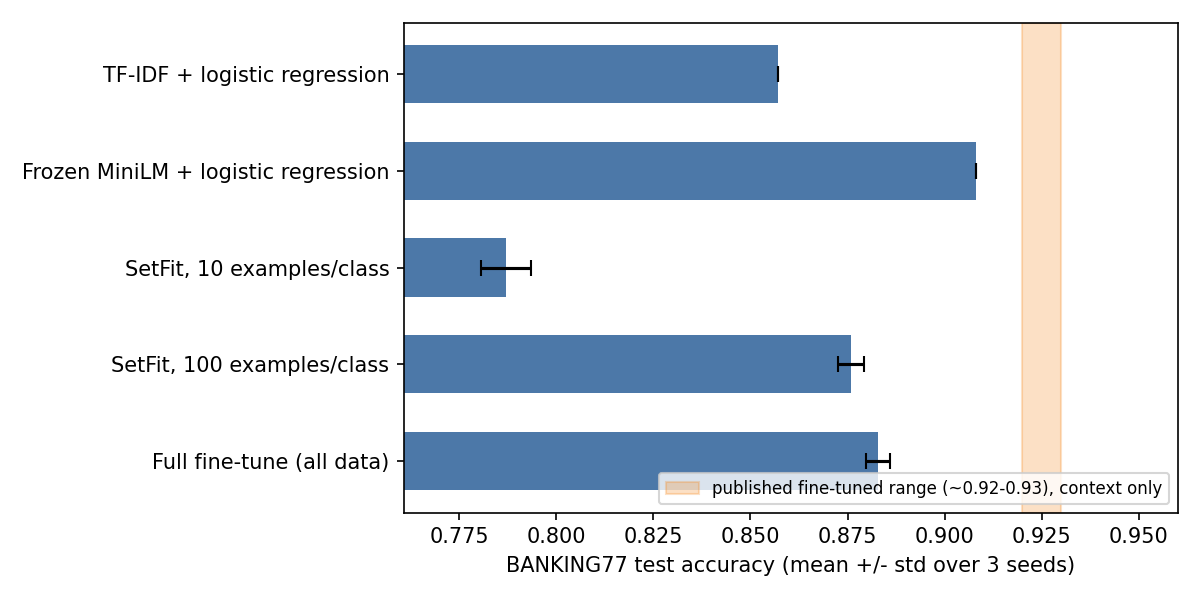 TF-IDF + logistic regression
Frozen MiniLM + logistic regression
SetFit, 10 examples/class
SetFit, 100 examples/class
Full fine-tune (all data)
published fine-tuned range (~0.92-0.93), context only
0.775 0.800 0.825 0.850 0.875 0.900 0.925 0.950
BANKING77 test accuracy (mean +/- std over 3 seeds)